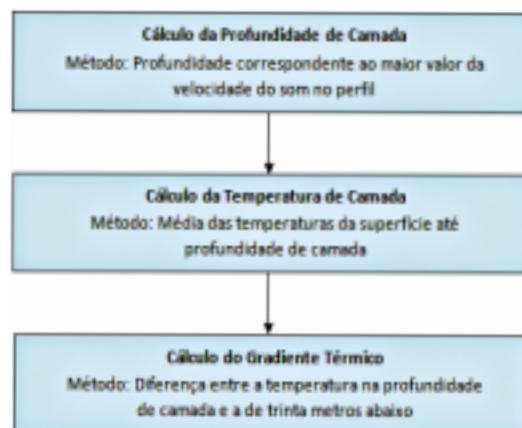 Cálculo da Profundidade de Camada
Método: Profundidade correspondente ao maior valor da
velocidade do som no perfil
Cálculo da Temperatura de Camada
Método: Média das temperaturas da superfície até
profundidade de camada
Cálculo do Gradiente Térmico
Método: Diferença entre a temperatura na profundidade
de camada e a de trinta metros abaixo